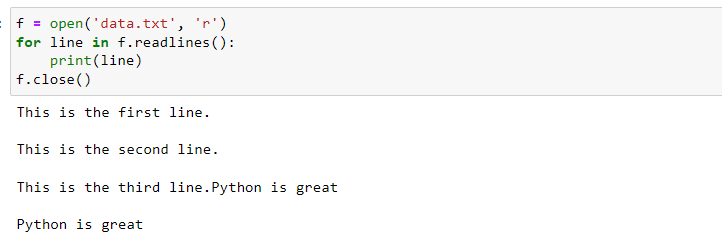 f = open('data.txt', 'r')
for line in f.readlines():
    print(line)
f.close()
This is the first line.
This is the second line.
This is the third line.Python is great
Python is great